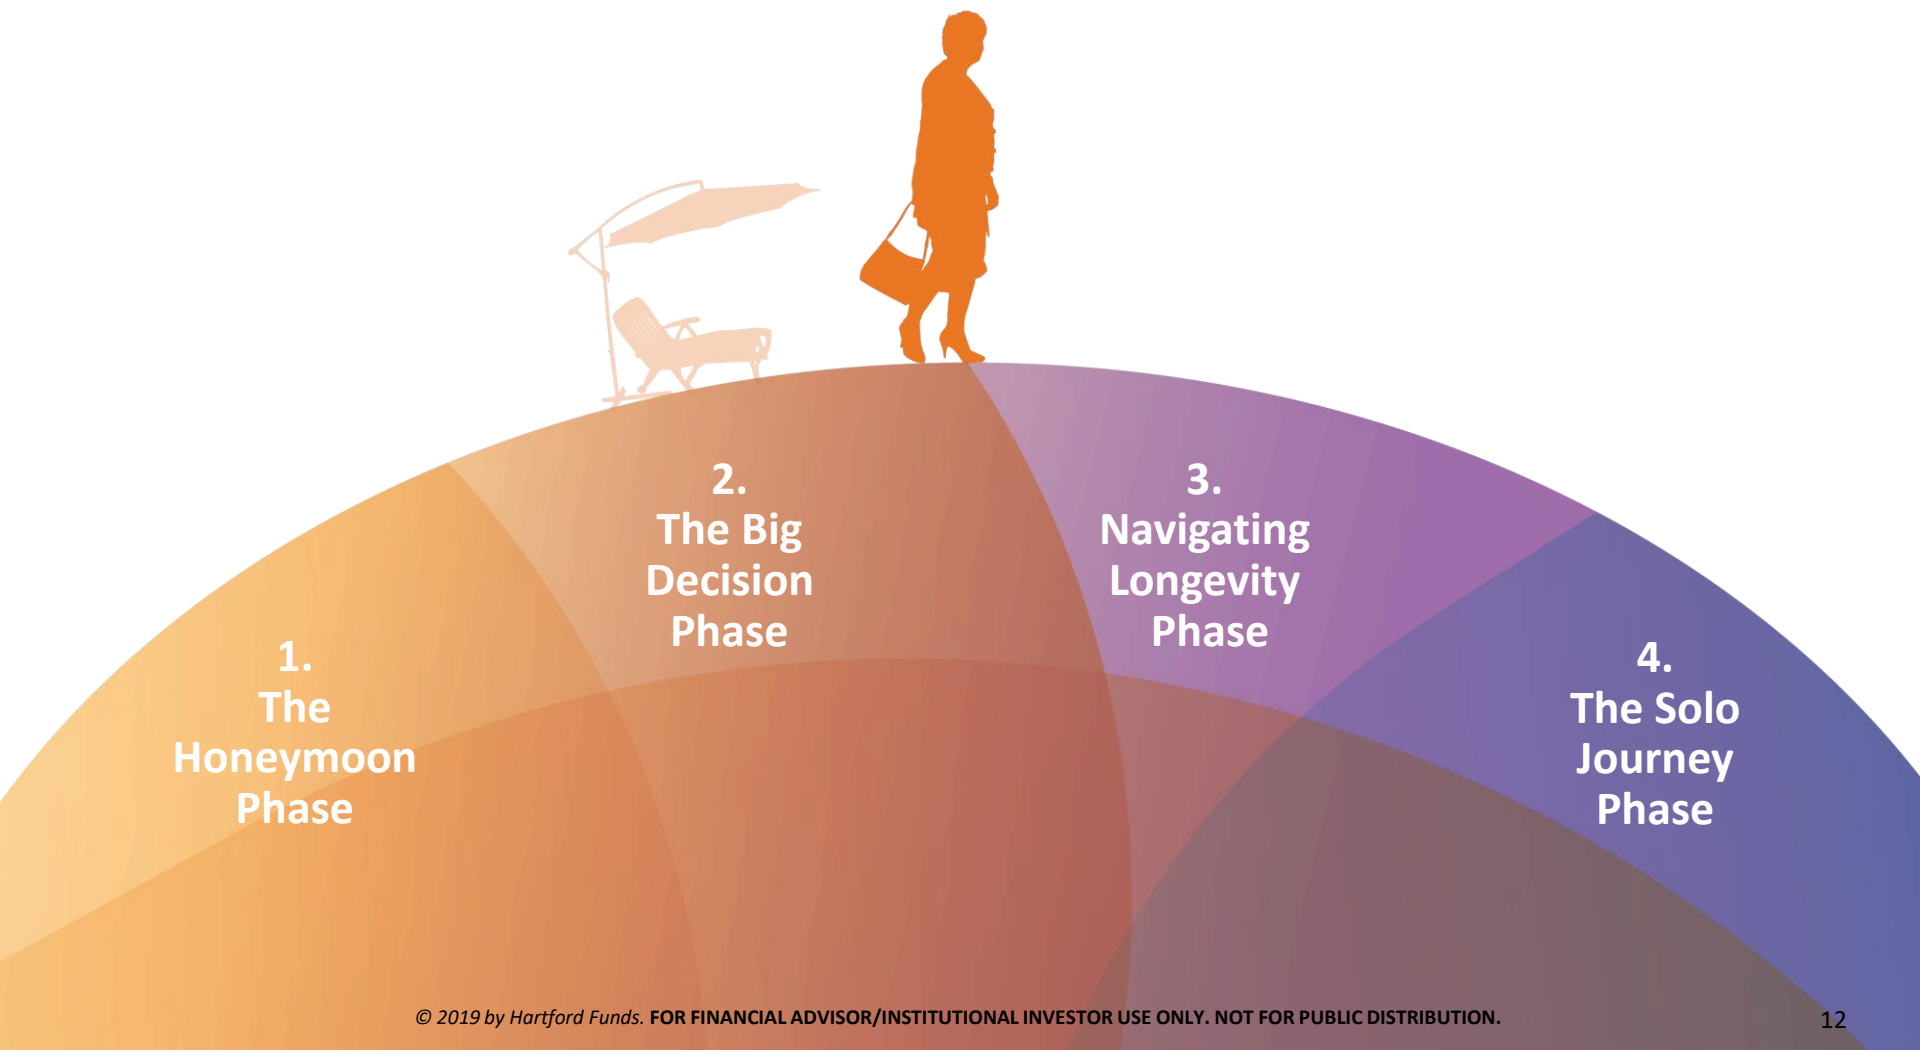 1.
The
Honeymoon
Phase
2.
The Big
Decision
Phase
3.
Navigating
Longevity
Phase
4.
The Solo
Journey
Phase
© 2019 by Hartford Funds. FOR FINANCIAL ADVISOR/INSTITUTIONAL INVESTOR USE ONLY. NOT FOR PUBLIC DISTRIBUTION.
12